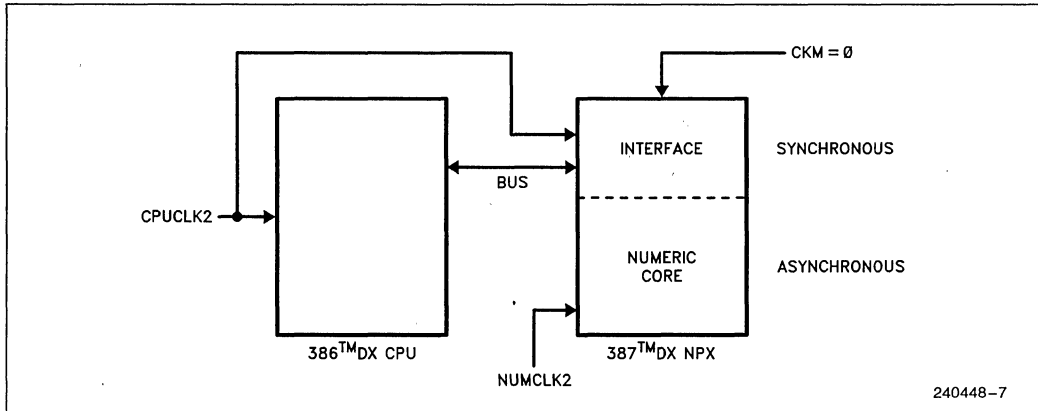 CKM = Ø
INTERFACE
SYNCHRONOUS
BUS
CPUCLK2
NUMERIC
CORE
ASYNCHRONOUS
386™DX CPU
387™DX NPX
NUMCLK2
240448-7